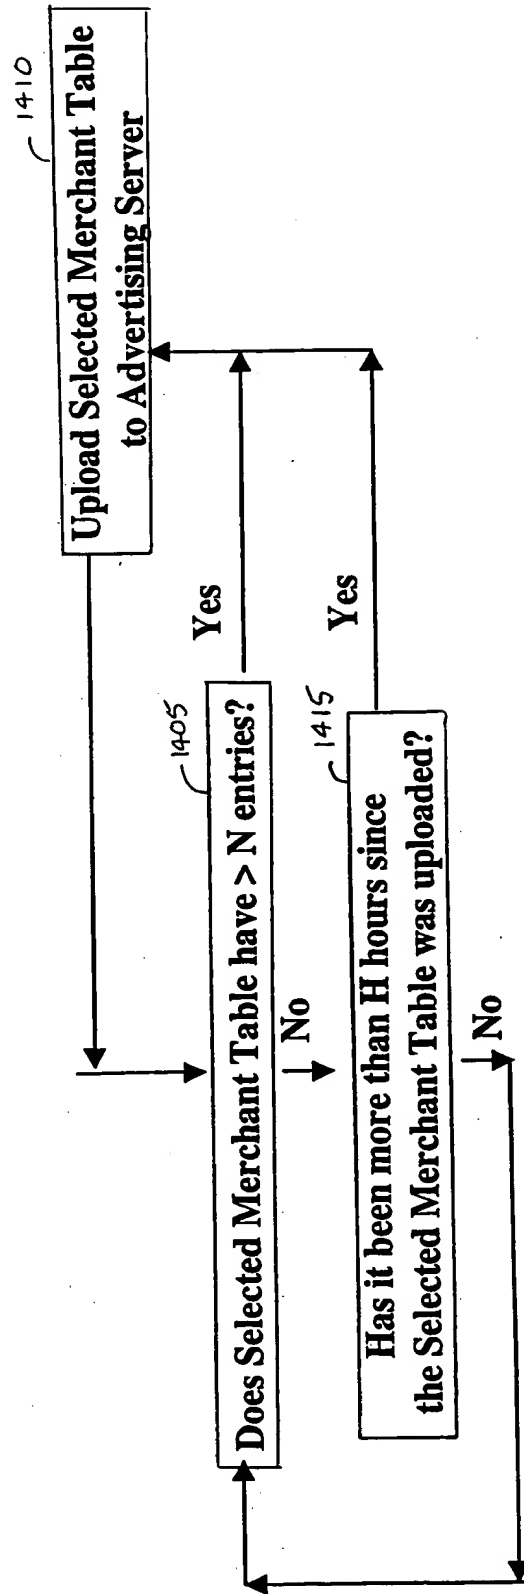 1410
Upload Selected Merchant Table
to Advertising Server
1405
Does Selected Merchant Table have > N entries?
Yes
No
1415
Has it been more than H hours since
the Selected Merchant Table was uploaded?
Yes
No